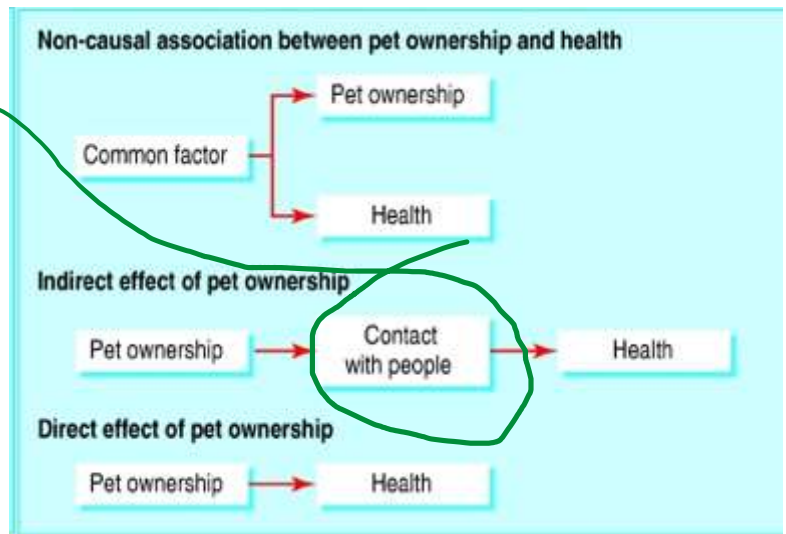 Non-causal association between pet ownership and health
Pet ownership
Common factor
Health
Indirect effect of pet ownership
Pet ownership
Contact
with people
Health
Direct effect of pet ownership
Pet ownership
Health